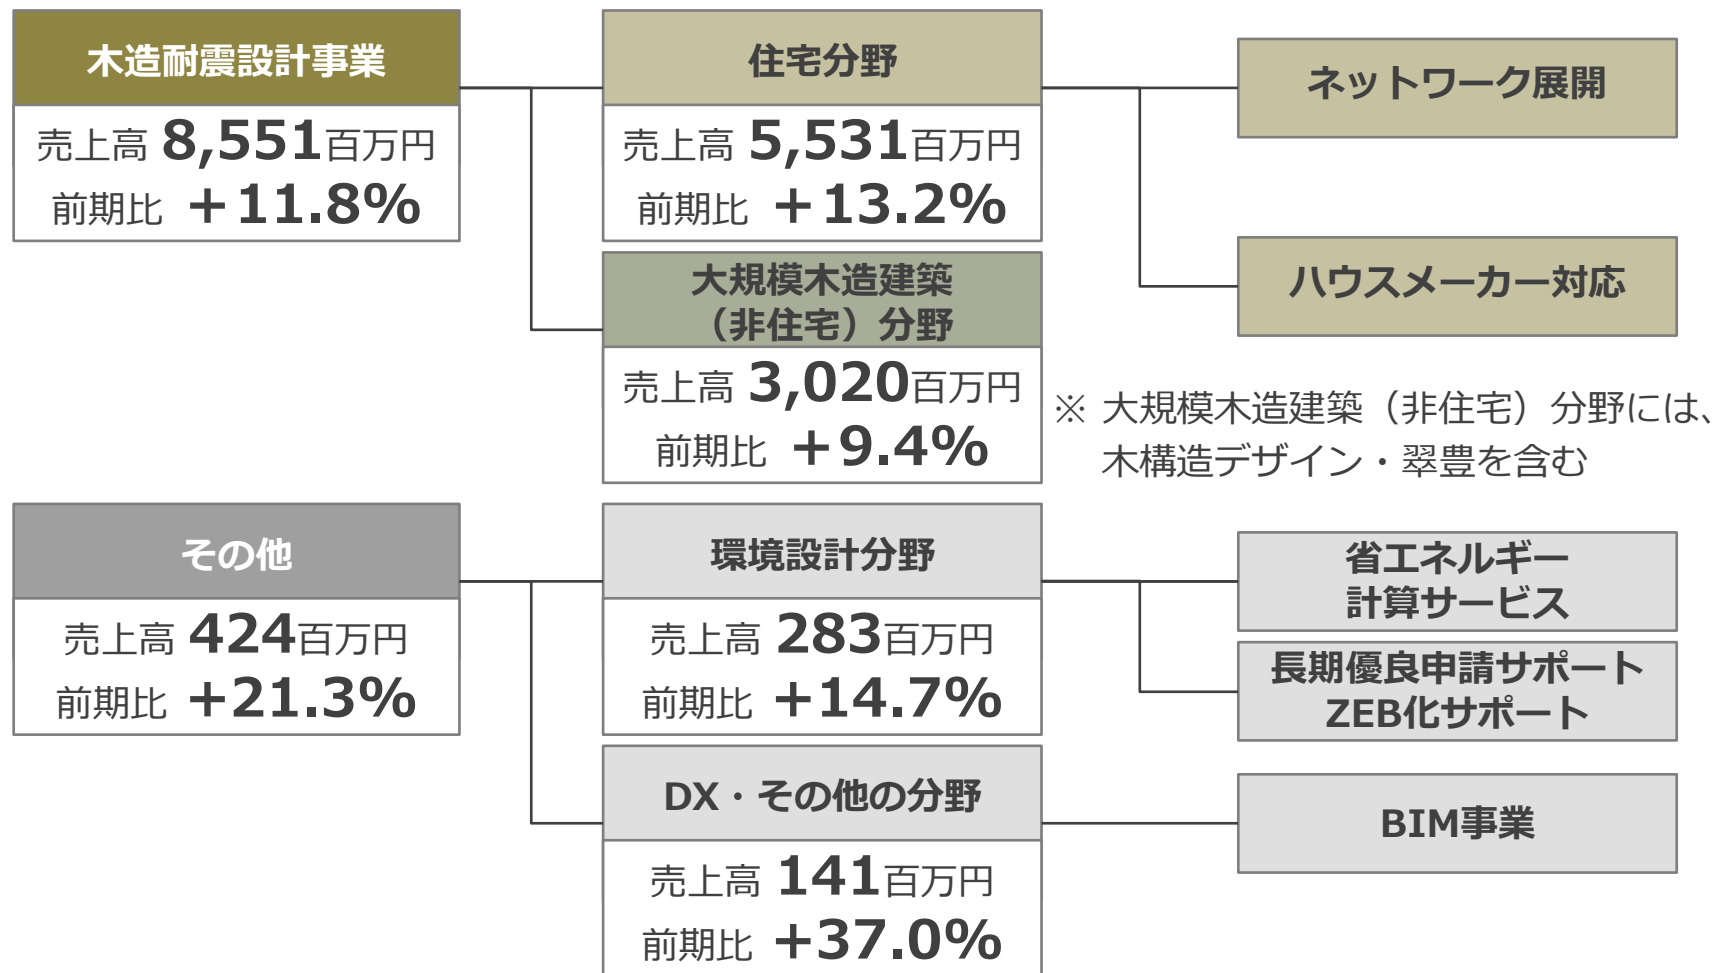 木造耐震設計事業
売上高 8,551百万円
前期比 +11.8%
住宅分野
売上高 5,531百万円
前期比 +13.2%
ネットワーク展開
ハウスメーカー対応
大規模木造建築
（非住宅）分野
売上高 3,020百万円
前期比 +9.4%
※ 大規模木造建築（非住宅）分野には、
木構造デザイン・翠豊を含む
その他
売上高 424百万円
前期比 +21.3%
環境設計分野
売上高 283百万円
前期比 +14.7%
省エネルギー
計算サービス
長期優良申請サポート
ZEB化サポート
DX・その他の分野
売上高 141百万円
前期比 +37.0%
BIM事業